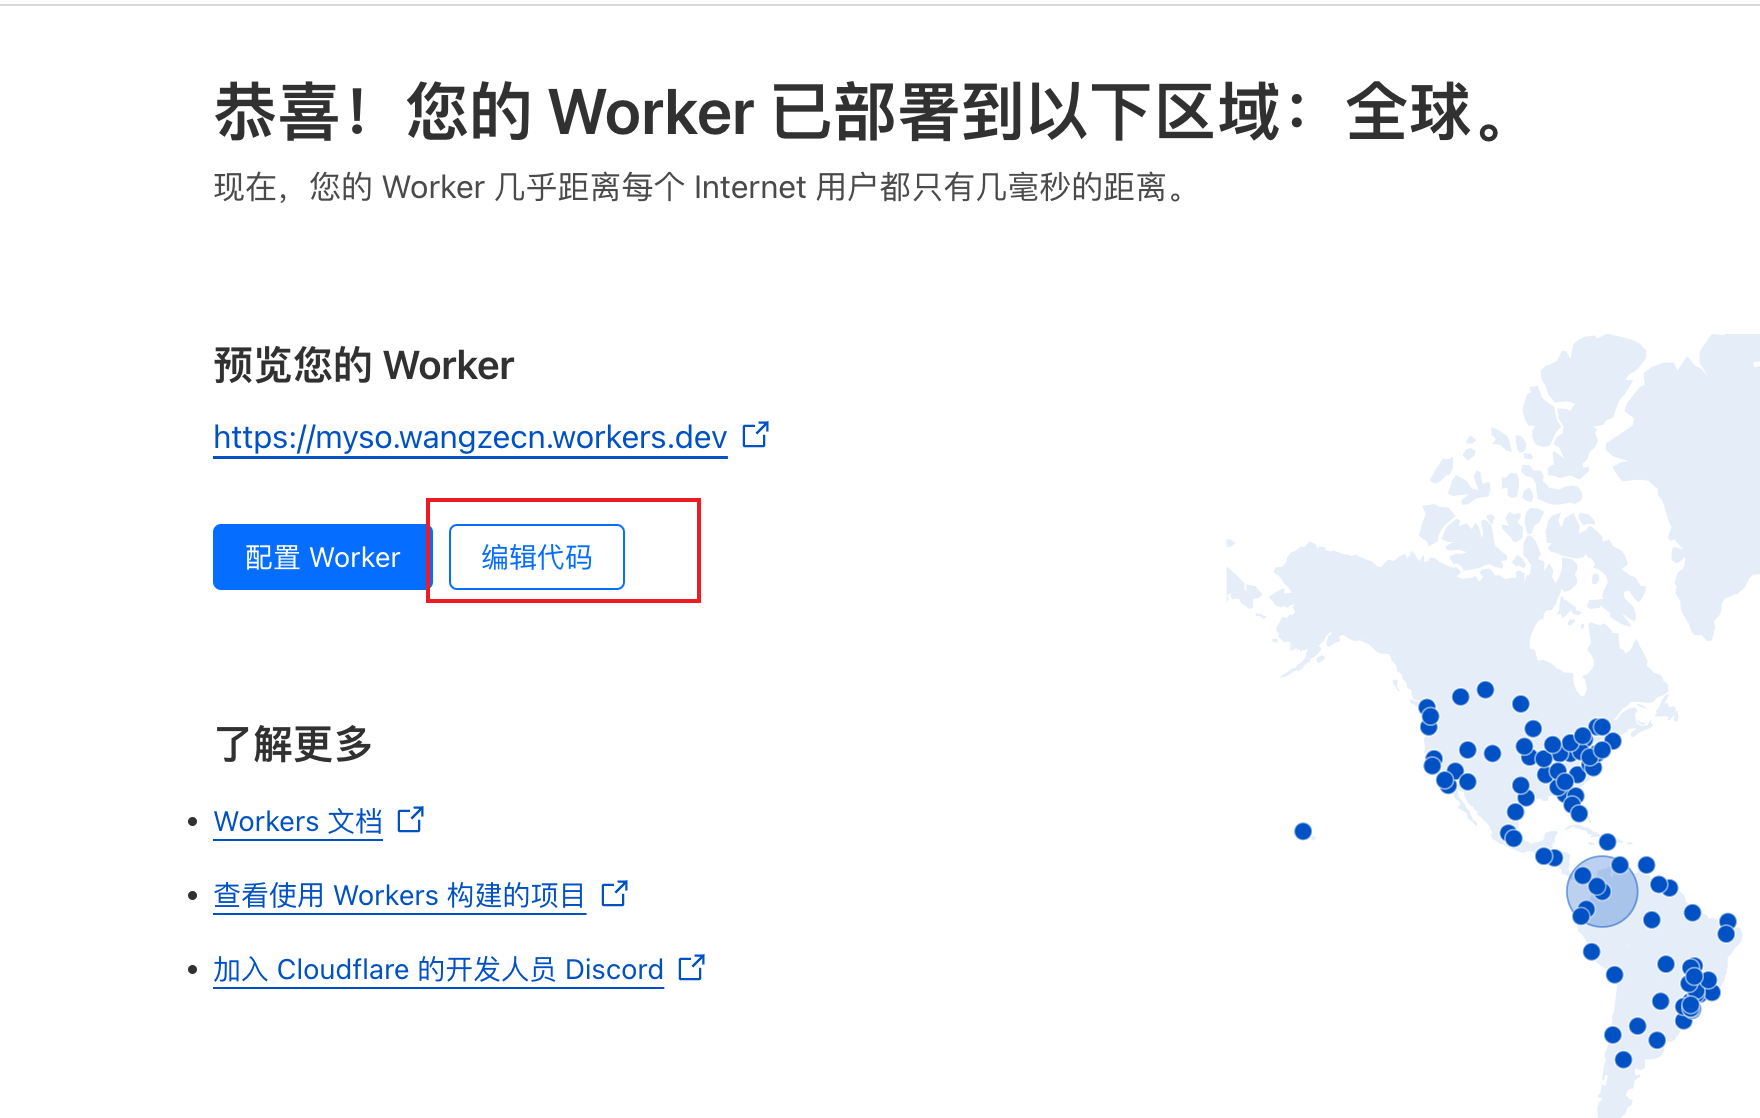 恭喜！您的 Worker 已部署到以下区域：全球。
现在，您的 Worker 几乎距离每个 Internet 用户都只有几毫秒的距离。
预览您的 Worker
https://myso.wangzecn.workers.dev
配置 Worker
编辑代码
了解更多
Workers 文档
查看使用 Workers 构建的项目
加入 Cloudflare 的开发人员 Discord